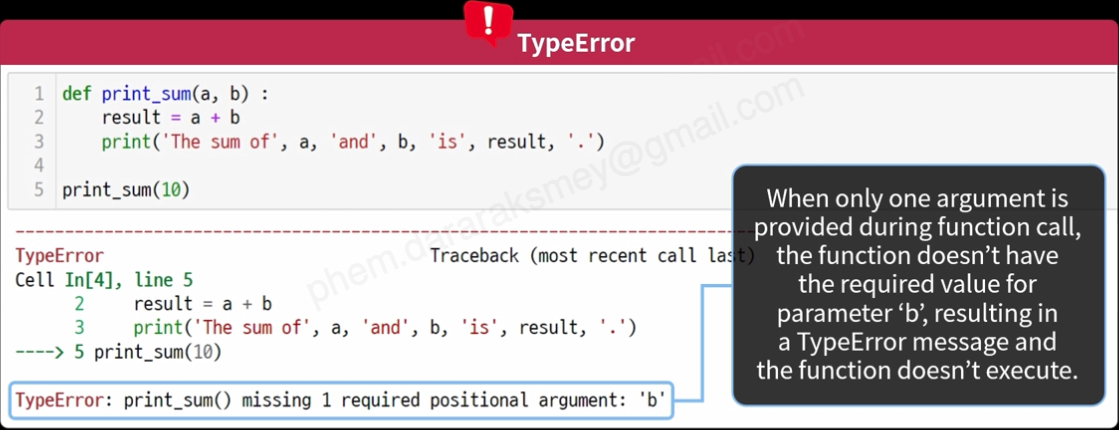 TypeError
1 def print_sum(a, b) :
2 result = a + b
3 print('The sum of', a, 'and', b, 'is', result, '.')
4
5 print_sum(10)
phem.dararaksmey@gmail.com
When only one argument is
provided during function call,
the function doesn't have
the required value for
parameter ‘b’, resulting in
a TypeError message and
the function doesn't execute.
TypeError Traceback (most recent call last)
Cell In[4], line 5
2 result = a + b
3 print('The sum of', a, 'and', b, 'is', result, '.')
----> 5 print_sum(10)
TypeError: print_sum() missing 1 required positional argument: 'b'